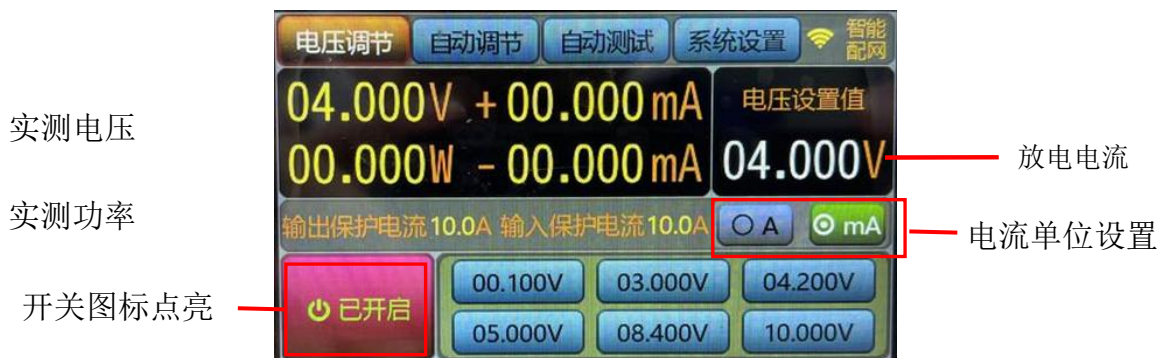 电压调节 自动调节 自动测试 系统设置 智能配网
实测电压
04.000V + 00.000mA
电压设置值
00.000W - 00.000mA
04.000V
放电电流
实测功率
输出保护电流10.0A 输入保护电流10.0A
A mA
电流单位设置
开关图标点亮
已开启
00.100V 03.000V 04.200V
05.000V 08.400V 10.000V